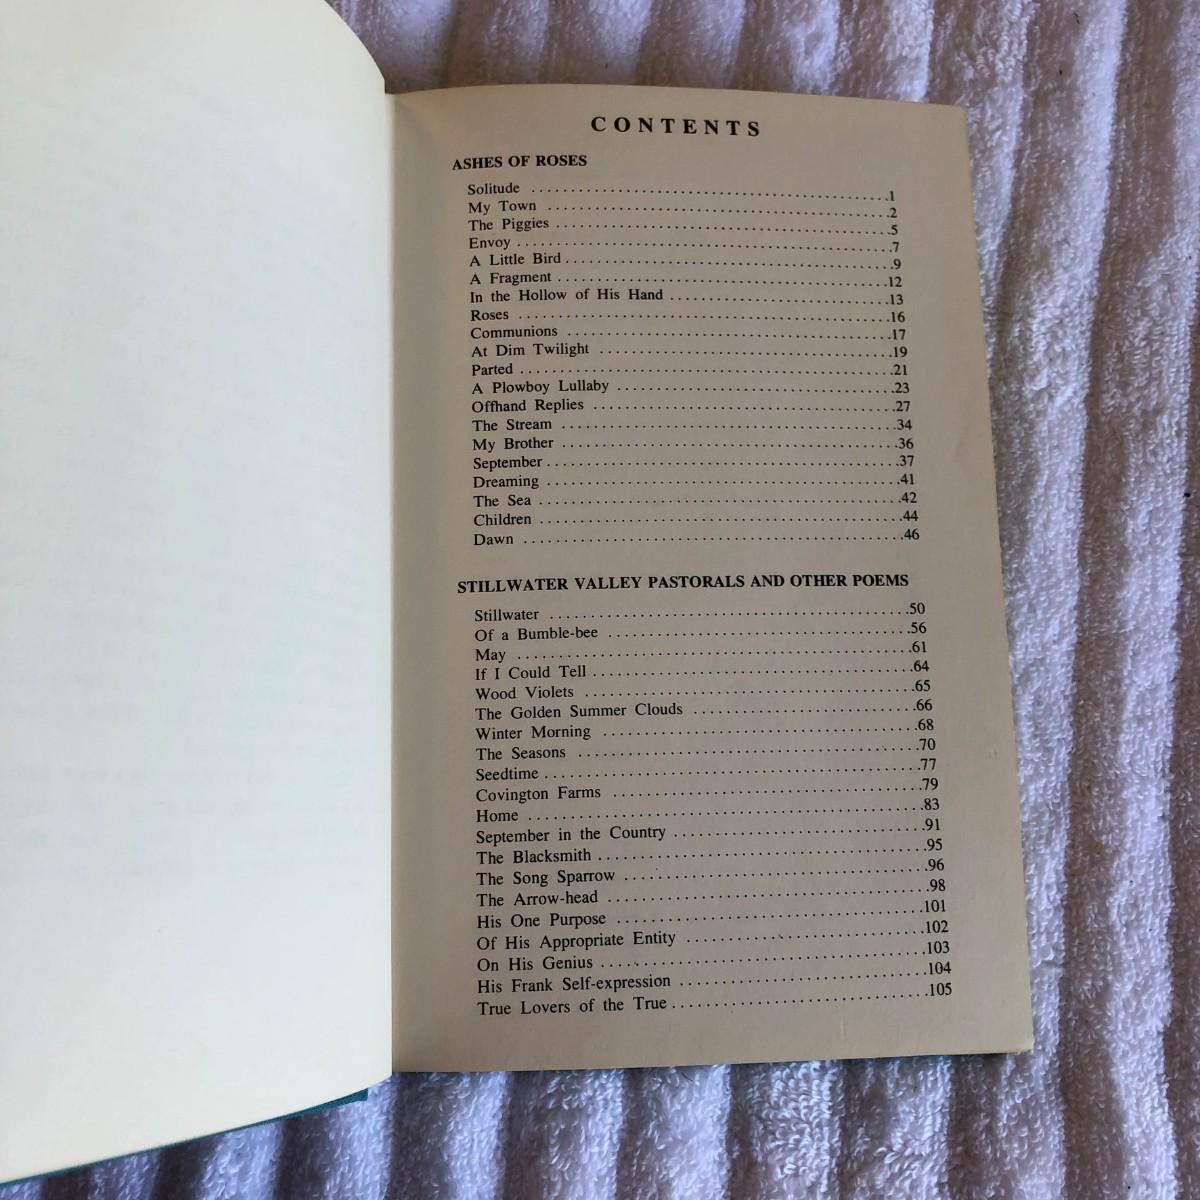 CONTENTS
ASHES OF ROSES
Solitude ........................................1
My Town ........................................2
The Piggies ........................................5
Envoy ........................................7
A Little Bird ........................................9
A Fragment ........................................12
In the Hollow of His Hand ........................................13
Roses ........................................16
Communions ........................................17
At Dim Twilight ........................................19
Parted ........................................21
A Plowboy Lullaby ........................................23
Offhand Replies ........................................27
The Stream ........................................34
My Brother ........................................36
September ........................................37
Dreaming ........................................41
The Sea ........................................42
Children ........................................44
Dawn ........................................46
STILLWATER VALLEY PASTORALS AND OTHER POEMS
Stillwater ........................................50
Of a Bumble-bee ........................................56
May ........................................61
If I Could Tell ........................................64
Wood Violets ........................................65
The Golden Summer Clouds ........................................66
Winter Morning ........................................68
The Seasons ........................................70
Seedtime ........................................77
Covington Farms ........................................79
Home ........................................83
September in the Country ........................................91
The Blacksmith ........................................95
The Song Sparrow ........................................96
The Arrow-head ........................................98
His One Purpose ........................................101
Of His Appropriate Entity ........................................102
On His Genius ........................................103
His Frank Self-expression ........................................104
True Lovers of the True ........................................105